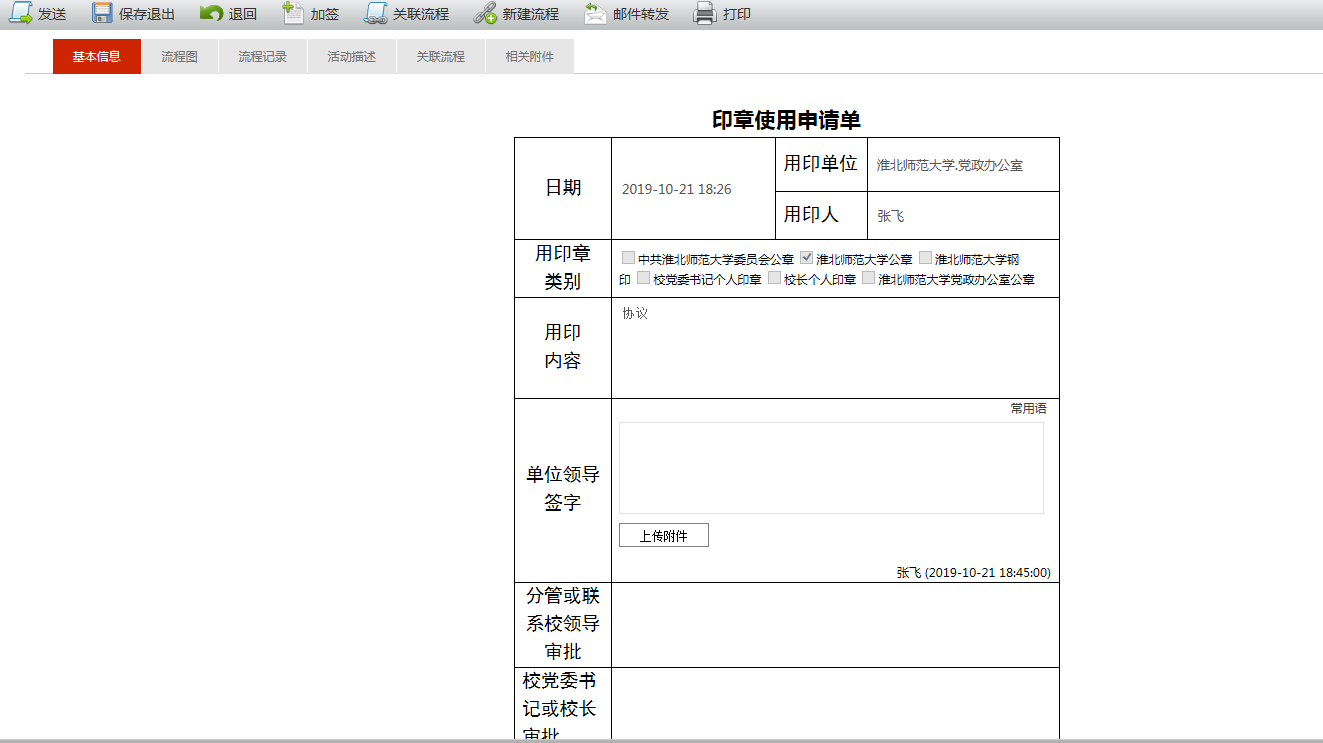 发送 保存退出 退回 加签 关联流程 新建流程 邮件转发 打印
基本信息 流程图 流程记录 活动描述 关联流程 相关附件
印章使用申请单
日期 2019-10-21 18:26 用印单位 淮北师范大学.党政办公室
用印人 张飞
用印章
类别
中共淮北师范大学委员会公章 淮北师范大学公章 淮北师范大学钢
印 校党委书记个人印章 校长个人印章 淮北师范大学党政办公室公章
用印
内容
协议
常用语
单位领导
签字
上传附件
张飞 (2019-10-21 18:45:00)
分管或联
系校领导
审批
校党委书
记或校长
审批